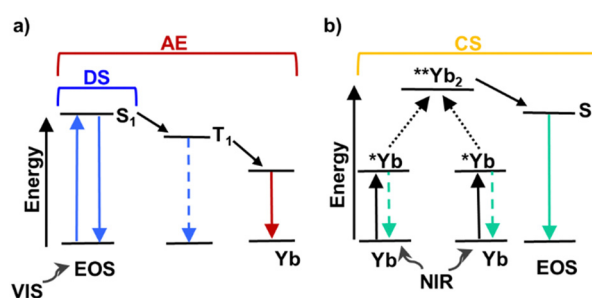 a)
AE
DS
S1
T1
Energy
VIS
EOS
Yb
b)
CS
**Yb2
S
*Yb
*Yb
Energy
Yb
NIR
Yb
EOS